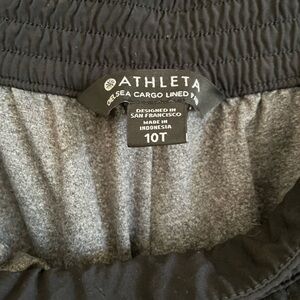 ATHLETA
CHELSEA CARGO LINED
DESIGNED IN
SAN FRANCISCO
MADE IN
INDONESIA
10T